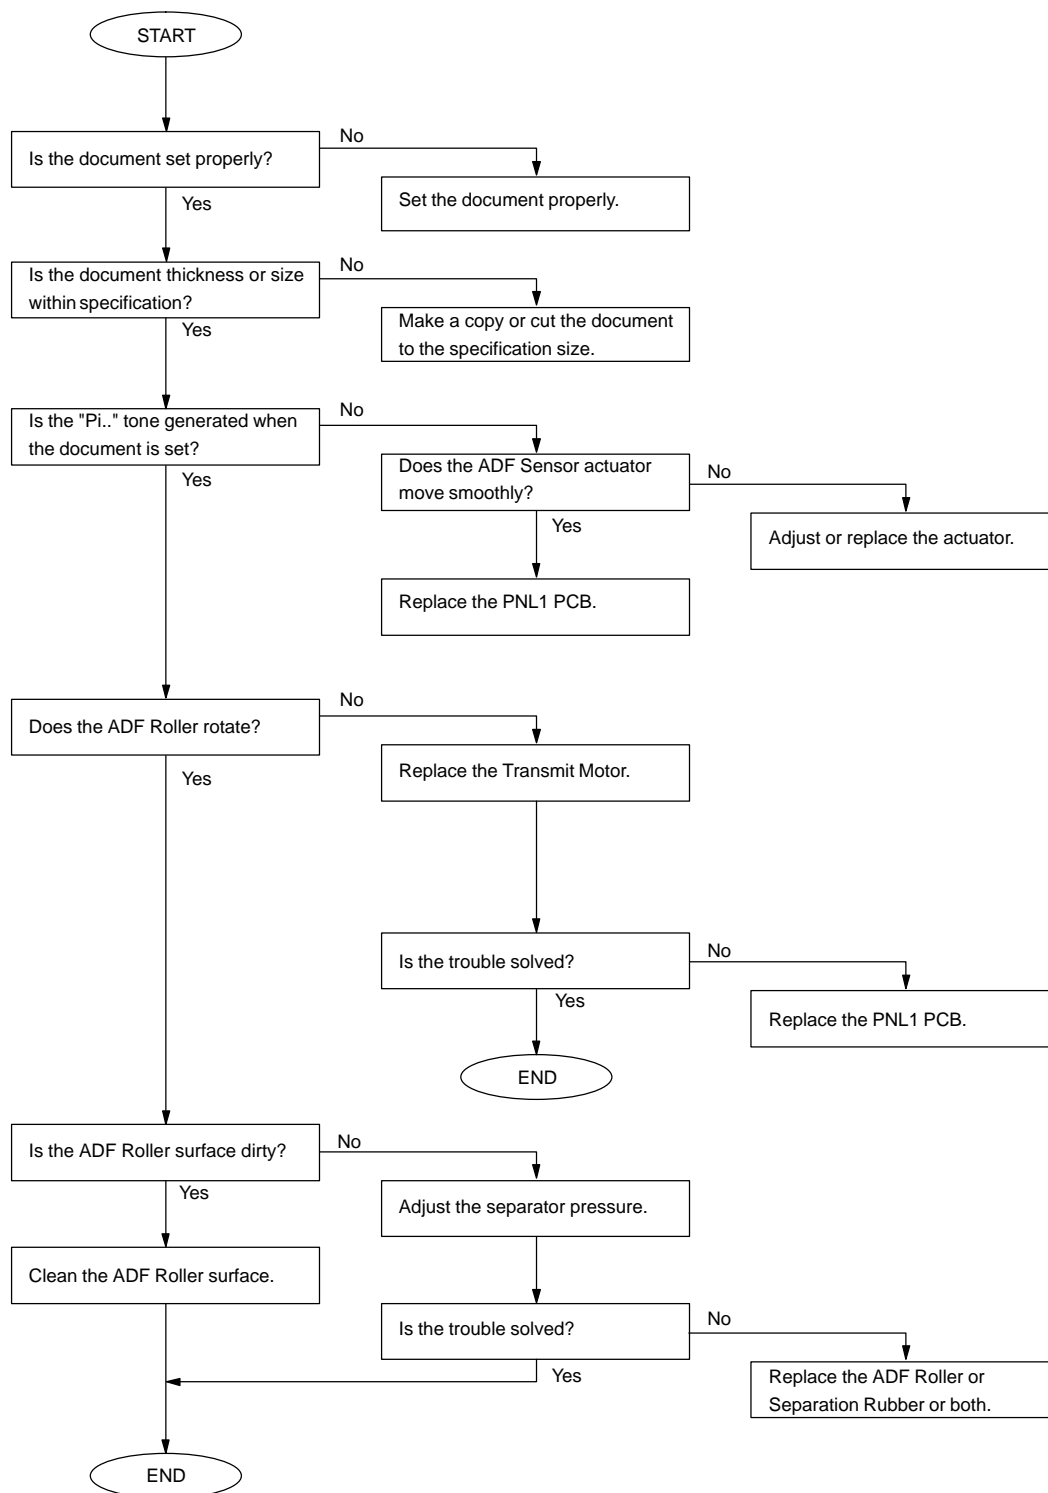 START
Is the document set properly?
No
Set the document properly.
Yes
Is the document thickness or size
within specification?
No
Make a copy or cut the document
to the specification size.
Yes
Is the "Pi.." tone generated when
the document is set?
No
Does the ADF Sensor actuator
move smoothly?
No
Adjust or replace the actuator.
Yes
Replace the PNL1 PCB.
Yes
Does the ADF Roller rotate?
No
Replace the Transmit Motor.
Is the trouble solved?
No
Replace the PNL1 PCB.
Yes
END
Yes
Is the ADF Roller surface dirty?
No
Adjust the separator pressure.
Yes
Clean the ADF Roller surface.
Is the trouble solved?
No
Replace the ADF Roller or
Separation Rubber or both.
Yes
END